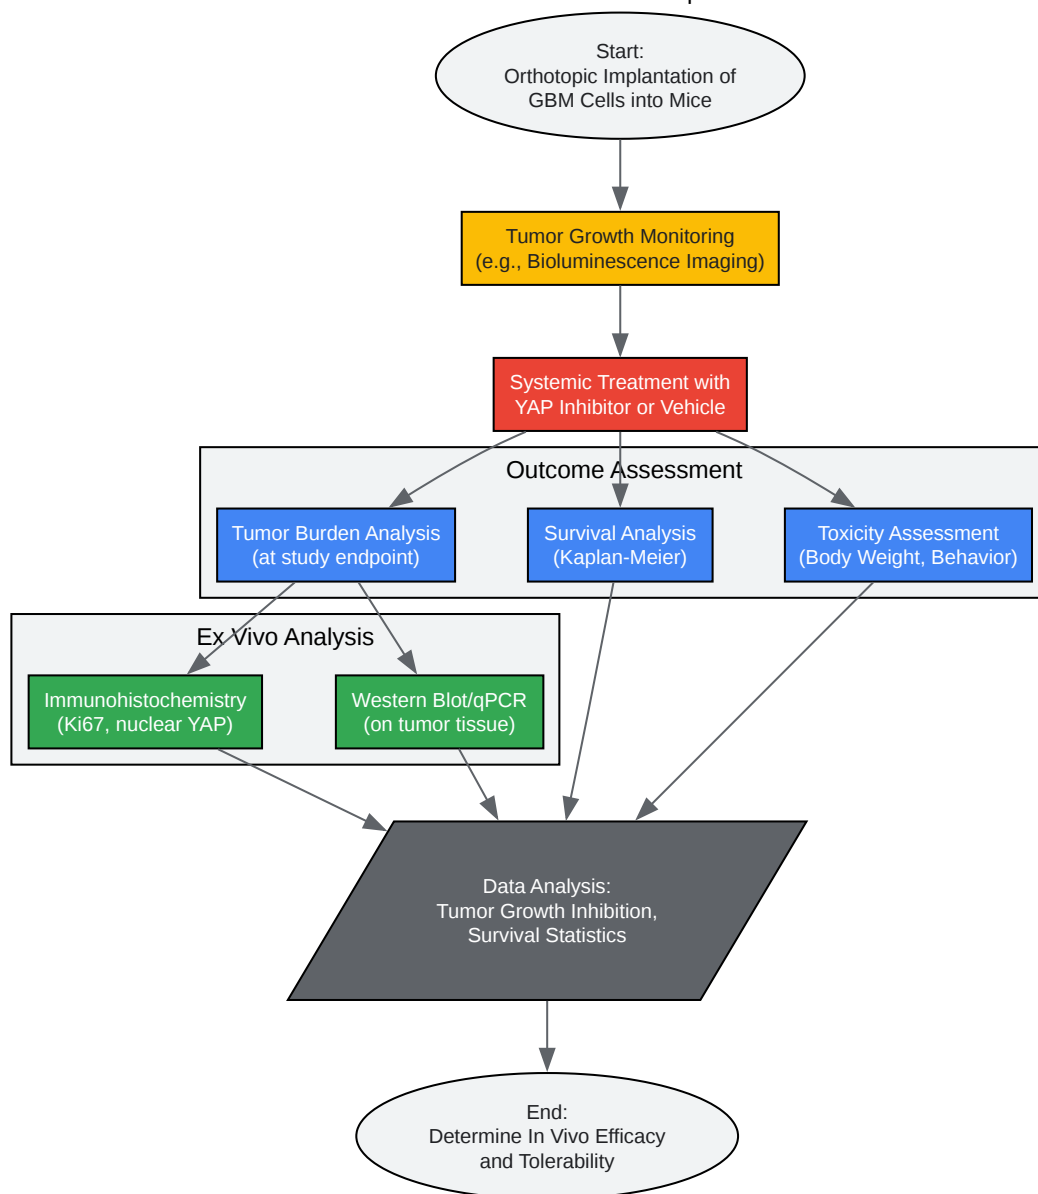 Start:
Orthotopic Implantation of
GBM Cells into Mice
Tumor Growth Monitoring
(e.g., Bioluminescence Imaging)
Systemic Treatment with
YAP Inhibitor or Vehicle
Outcome Assessment
Tumor Burden Analysis
(at study endpoint)
Survival Analysis
(Kaplan-Meier)
Toxicity Assessment
(Body Weight, Behavior)
Ex Vivo Analysis
Immunohistochemistry
(Ki67, nuclear YAP)
Western Blot/qPCR
(on tumor tissue)
Data Analysis:
Tumor Growth Inhibition,
Survival Statistics
End:
Determine In Vivo Efficacy
and Tolerability